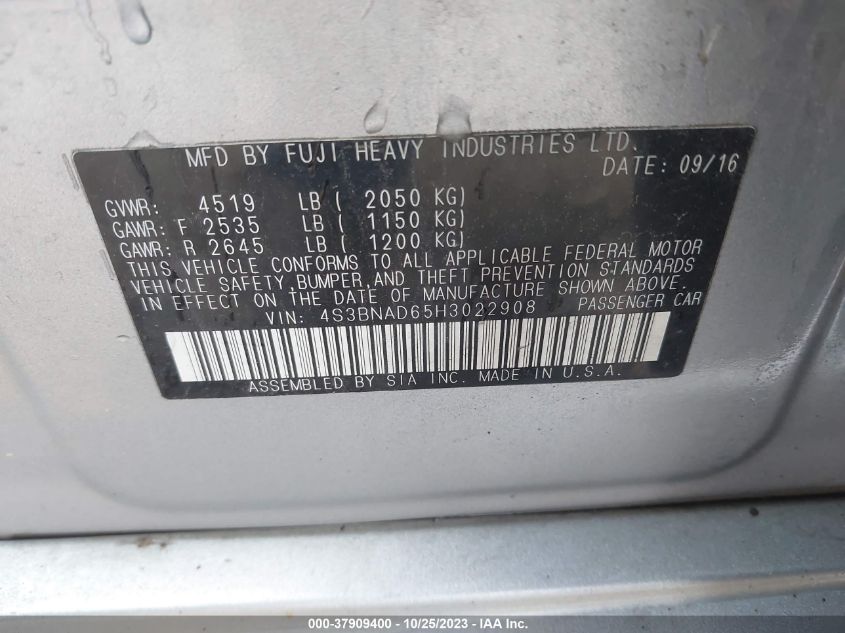 MFD BY FUJI HEAVY INDUSTRIES LTD.
DATE: 09/16
GVWR: 4519 LB ( 2050 KG)
GAWR: F 2535 LB ( 1150 KG)
GAWR: R 2645 LB ( 1200 KG)
THIS VEHICLE CONFORMS TO ALL APPLICABLE FEDERAL MOTOR
VEHICLE SAFETY,BUMPER,AND THEFT PREVENTION STANDARDS
IN EFFECT ON THE DATE OF MANUFACTURE SHOWN ABOVE.
VIN: 4S3BNAD65H3022908 PASSENGER CAR
ASSEMBLED BY SIA INC. MADE IN U.S.A.
000-37909400 - 10/25/2023 - IAA Inc.